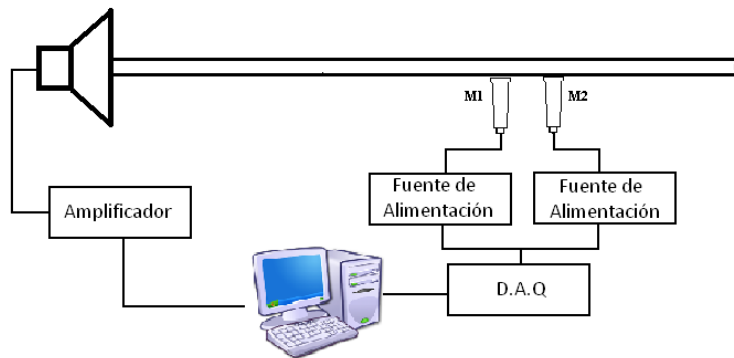 M1
M2
Fuente de
Alimentación
Fuente de
Alimentación
Amplificador
D.A.Q